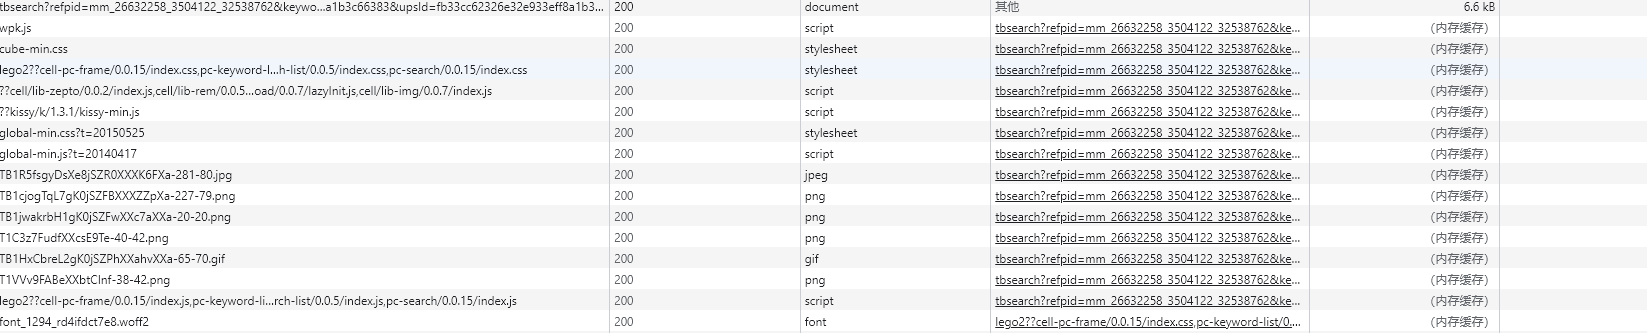 tbsearch?refpid=mm_26632258_3504122_32538762&keywo...a1b3c66383&upsId=fb33cc62326e32e933eff8a1b3... 200 document 其他 6.6 kB
wpk.js 200 script tbsearch?refpid=mm_26632258_3504122_32538762&ke... (内存缓存)
cube-min.css 200 stylesheet tbsearch?refpid=mm_26632258_3504122_32538762&ke... (内存缓存)
lego2??cell-pc-frame/0.0.15/index.css,pc-keyword-l...h-list/0.0.5/index.css,pc-search/0.0.15/index.css 200 stylesheet tbsearch?refpid=mm_26632258_3504122_32538762&ke... (内存缓存)
??cell/lib-zepto/0.0.2/index.js,cell/lib-rem/0.0.5...oad/0.0.7/lazyInit.js,cell/lib-img/0.0.7/index.js 200 script tbsearch?refpid=mm_26632258_3504122_32538762&ke... (内存缓存)
??kissy/k/1.3.1/kissy-min.js 200 script tbsearch?refpid=mm_26632258_3504122_32538762&ke... (内存缓存)
global-min.css?t=20150525 200 stylesheet tbsearch?refpid=mm_26632258_3504122_32538762&ke... (内存缓存)
global-min.js?t=20140417 200 script tbsearch?refpid=mm_26632258_3504122_32538762&ke... (内存缓存)
TB1R5fsgyDsXe8jSZR0XXXK6FXa-281-80.jpg 200 jpeg tbsearch?refpid=mm_26632258_3504122_32538762&ke... (内存缓存)
TB1cjogTqL7gK0jSZFBXXXZZpXa-227-79.png 200 png tbsearch?refpid=mm_26632258_3504122_32538762&ke... (内存缓存)
TB1jwakrbH1gK0jSZFwXXc7aXXa-20-20.png 200 png tbsearch?refpid=mm_26632258_3504122_32538762&ke... (内存缓存)
T1C3z7FudfXXcsE9Te-40-42.png 200 png tbsearch?refpid=mm_26632258_3504122_32538762&ke... (内存缓存)
TB1HxCbreL2gK0jSZPhXXahvXXa-65-70.gif 200 gif tbsearch?refpid=mm_26632258_3504122_32538762&ke... (内存缓存)
T1VVv9FABeXXbtCInf-38-42.png 200 png tbsearch?refpid=mm_26632258_3504122_32538762&ke... (内存缓存)
lego2??cell-pc-frame/0.0.15/index.js,pc-keyword-li...rch-list/0.0.5/index.js,pc-search/0.0.15/index.js 200 script tbsearch?refpid=mm_26632258_3504122_32538762&ke... (内存缓存)
font_1294_rd4ifdct7e8.woff2 200 font lego2??cell-pc-frame/0.0.15/index.css,pc-keyword-list/0.... (内存缓存)